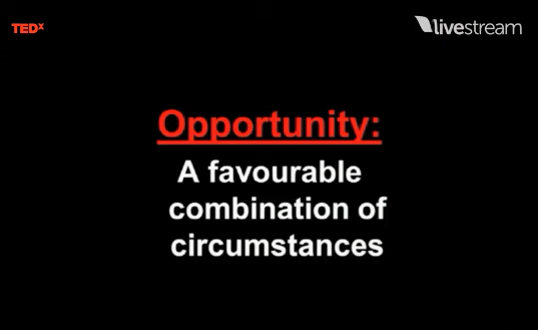 TEDx
livestream
Opportunity:
A favourable
combination of
circumstances